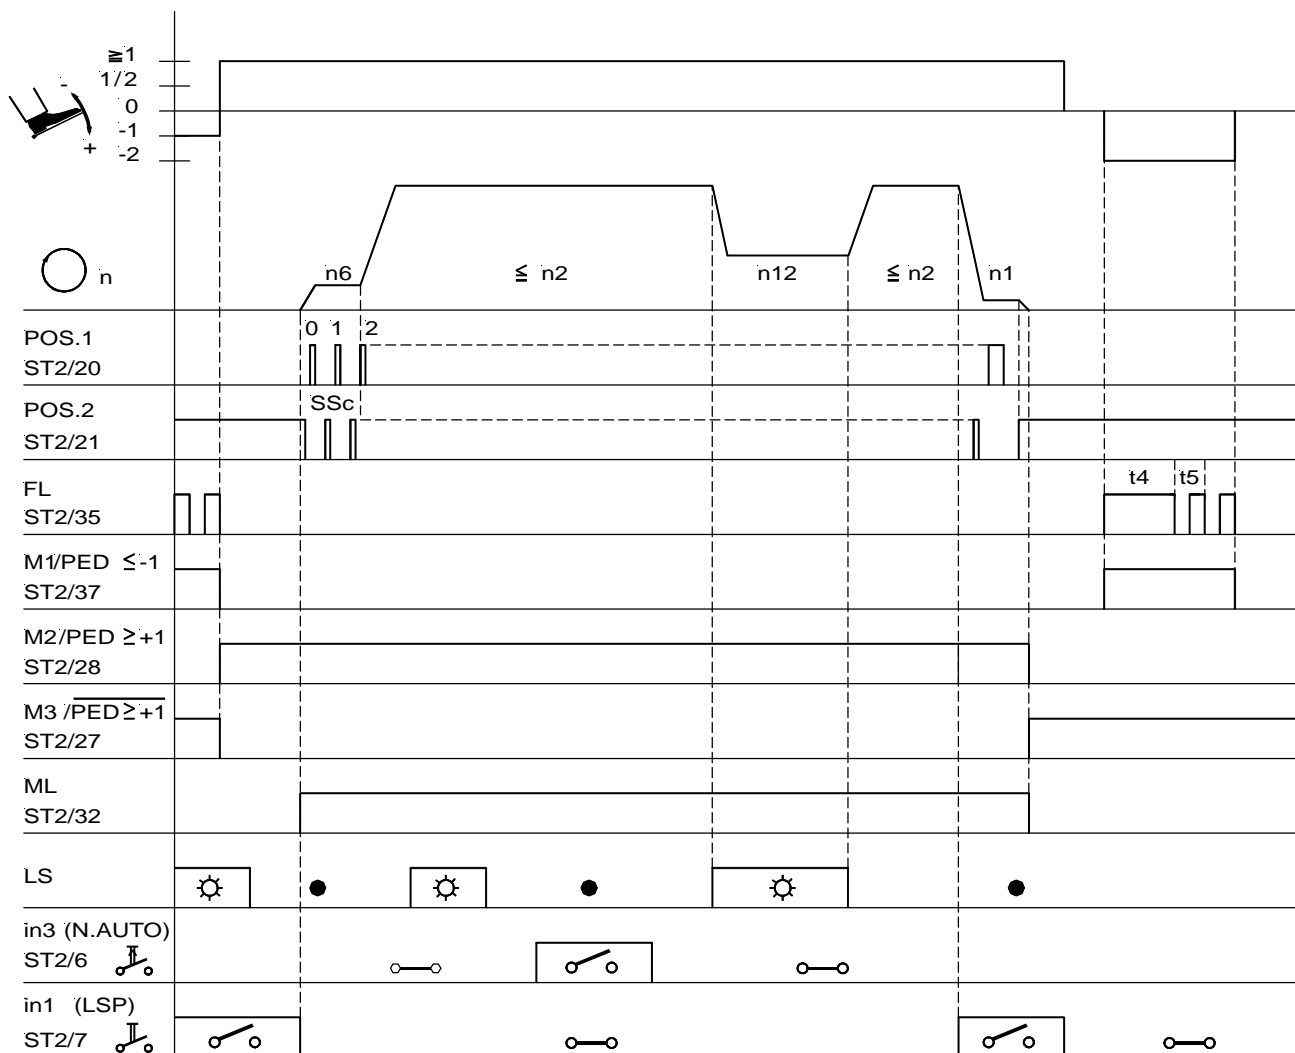 ≧1
1/2
-
0
-1
+
-2
n
n6
≦ n2
n12
≦ n2
n1
POS.1
ST2/20
0 1 2
POS.2
ST2/21
SSc
FL
ST2/35
t4 t5
M1/PED ≤-1
ST2/37
M2/PED ≥+1
ST2/28
M3 /PED≥+1
ST2/27
ML
ST2/32
LS
in3 (N.AUTO)
ST2/6
in1 (LSP)
ST2/7